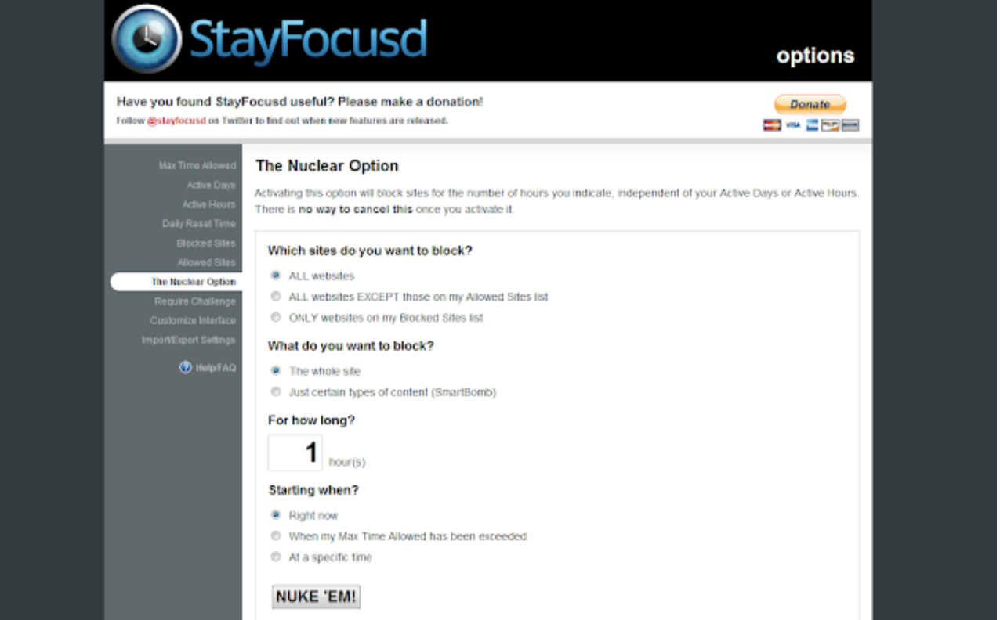 StayFocusd
options
Have you found StayFocusd useful? Please make a donation!
Donate
Follow @stayfocusd on Twitter to find out when new features are released.
VISA
Max Time Allowed
Active Days
Active Hours
Daily Reset Time
Blocked Sites
Allowed Sites
The Nuclear Option
Require Challenge
Customize Interface
Import/Export Settings
? Help/FAQ
The Nuclear Option
Activating this option will block sites for the number of hours you indicate, independent of your Active Days or Active Hours.
There is no way to cancel this once you activate it.
Which sites do you want to block?
ALL websites
ALL websites EXCEPT those on my Allowed Sites list
ONLY websites on my Blocked Sites list
What do you want to block?
The whole site
Just certain types of content (SmartBomb)
For how long?
1 hour(s)
Starting when?
Right now
When my Max Time Allowed has been exceeded
At a specific time
NUKE 'EM!